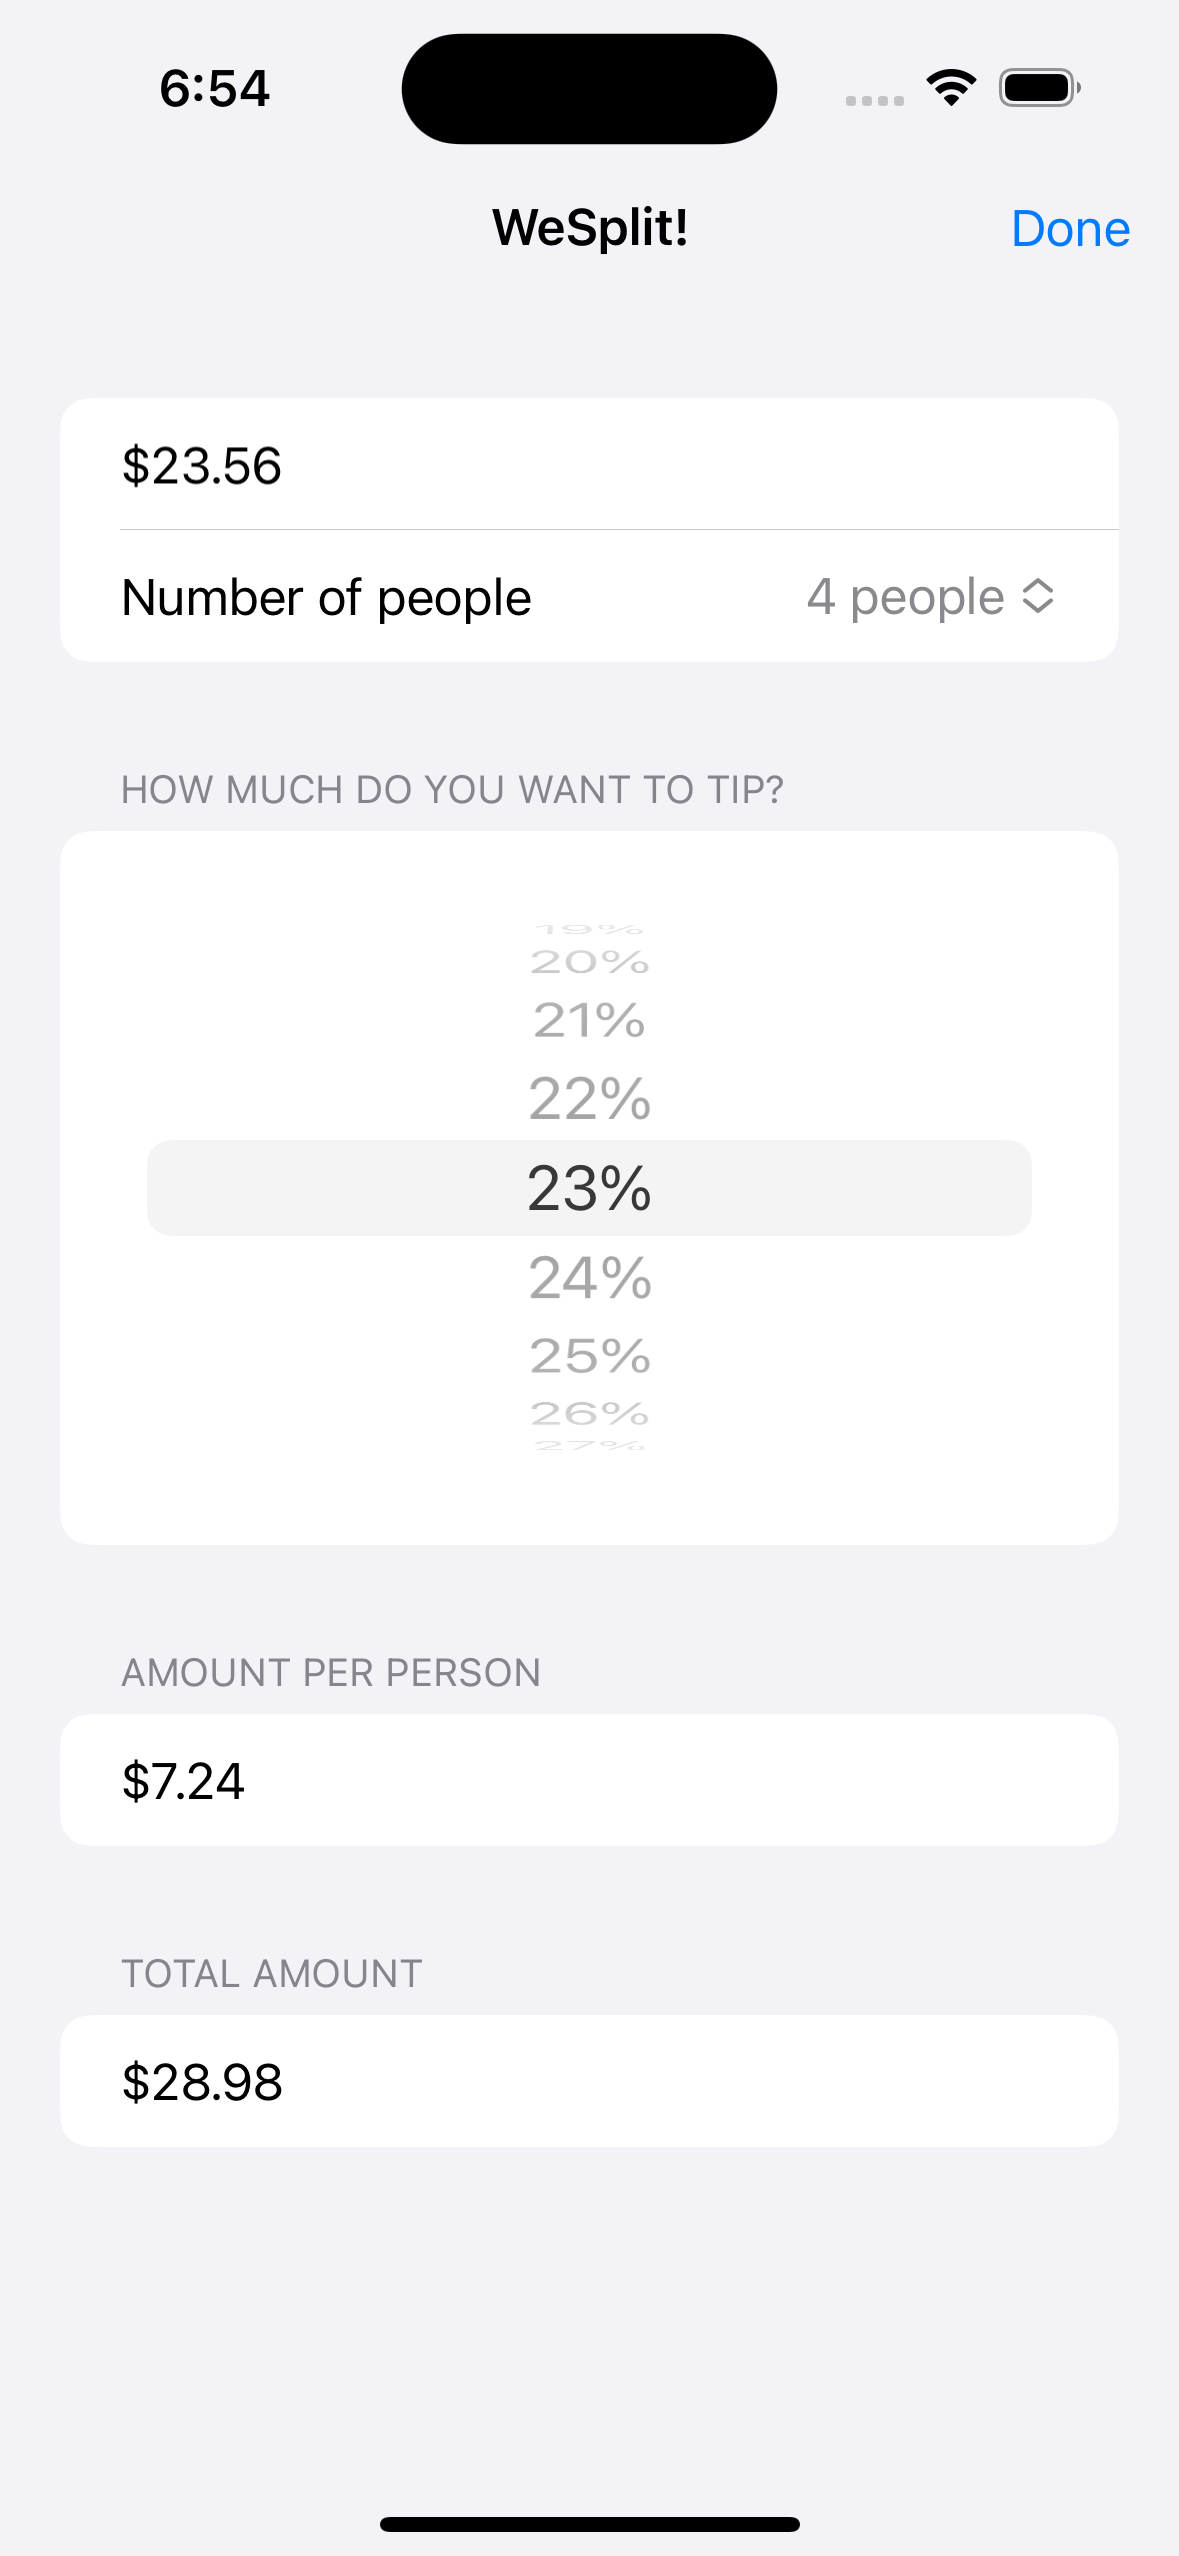 6:54
WeSplit!
Done
$23.56
Number of people
4 people
HOW MUCH DO YOU WANT TO TIP?
19%
20%
21%
22%
23%
24%
25%
26%
27%
AMOUNT PER PERSON
$7.24
TOTAL AMOUNT
$28.98